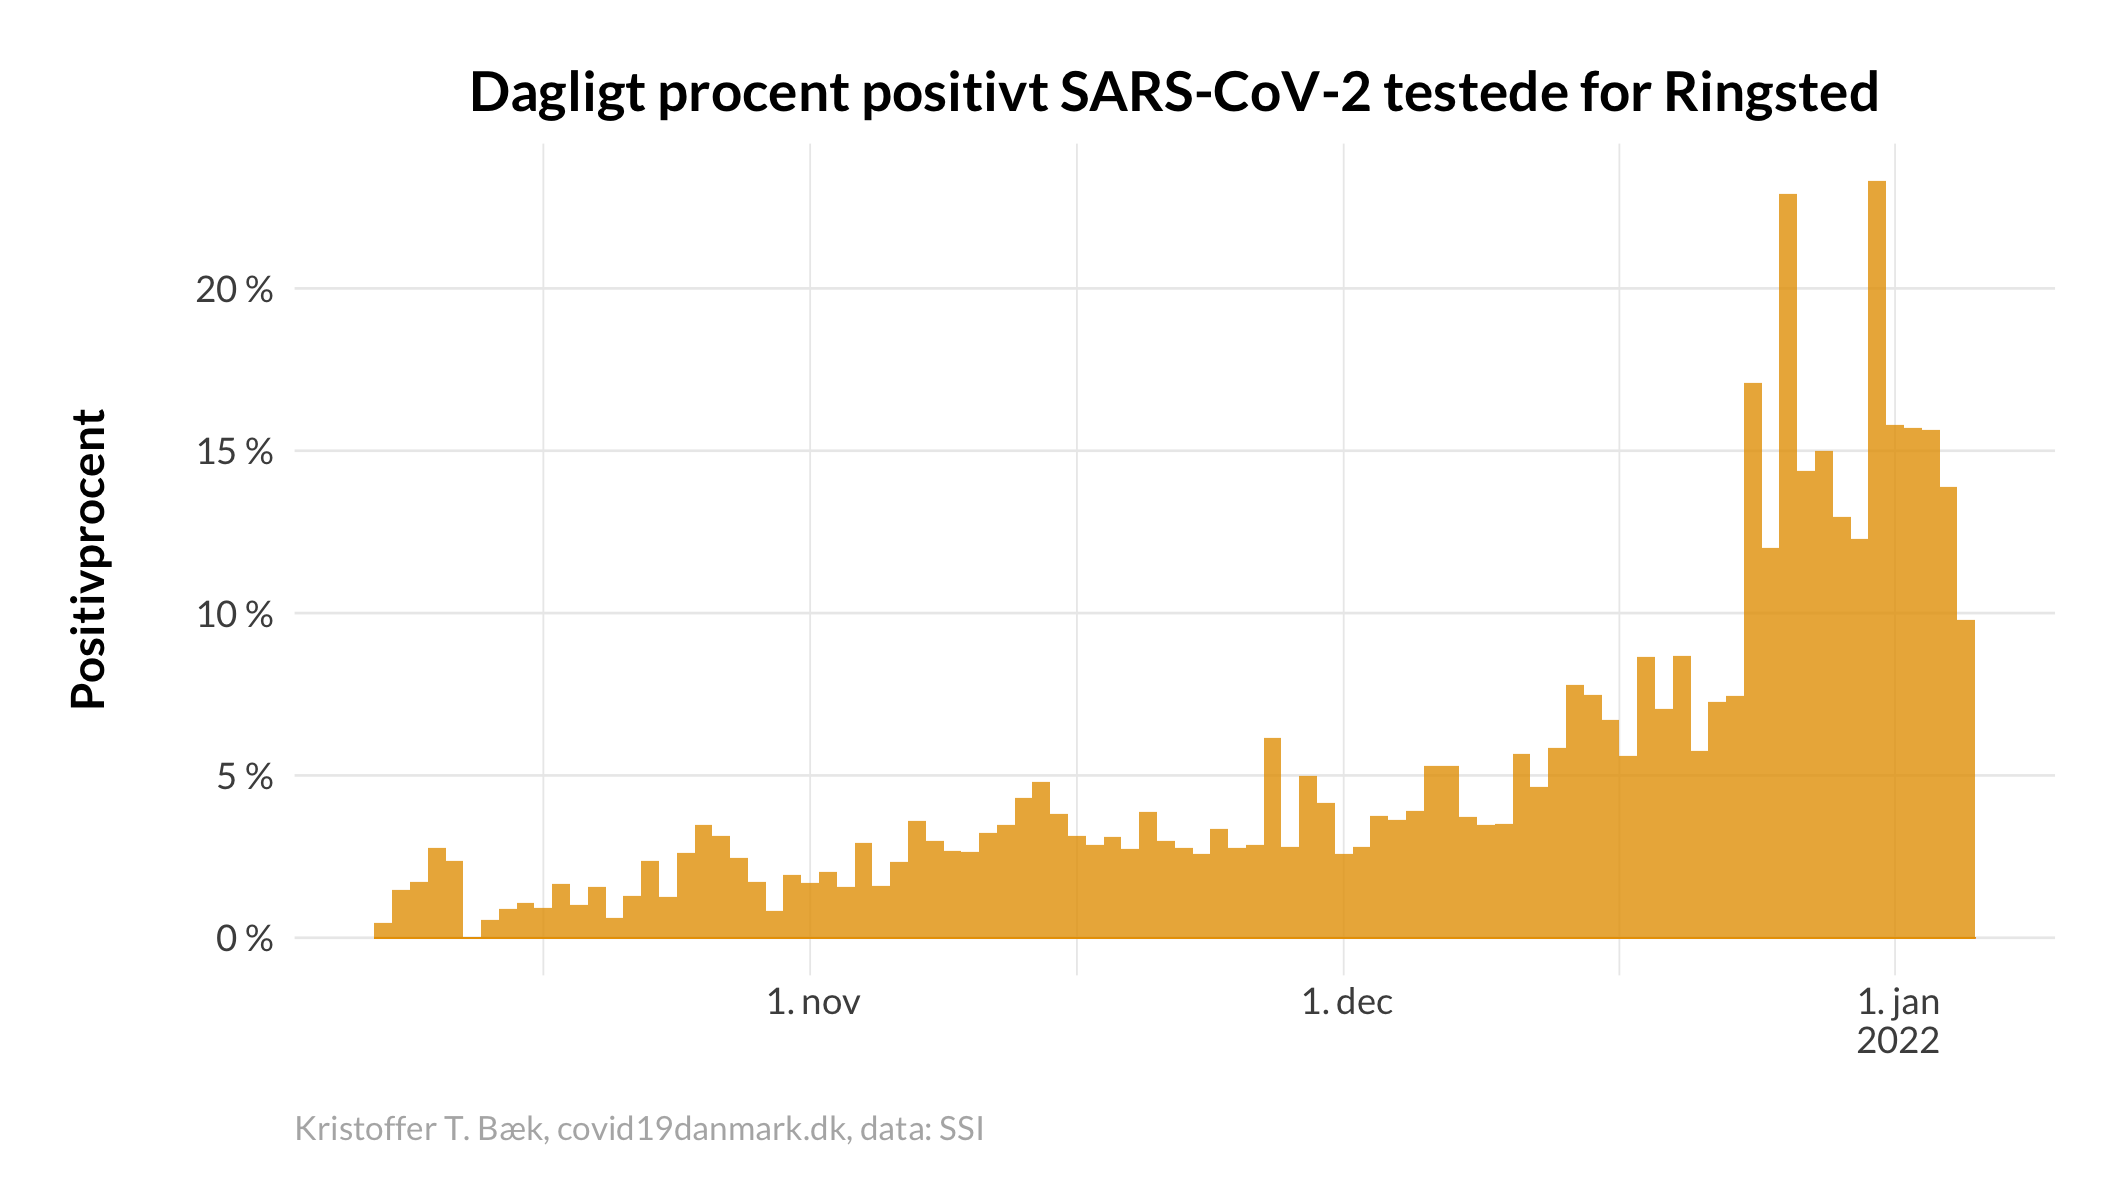 Dagligt procent positivt SARS-CoV-2 testede for Ringsted
Positivprocent
20 %
15 %
10 %
5 %
0 %
1. nov
1. dec
1. jan
2022
Kristoffer T. Bæk, covid19danmark.dk, data: SSI